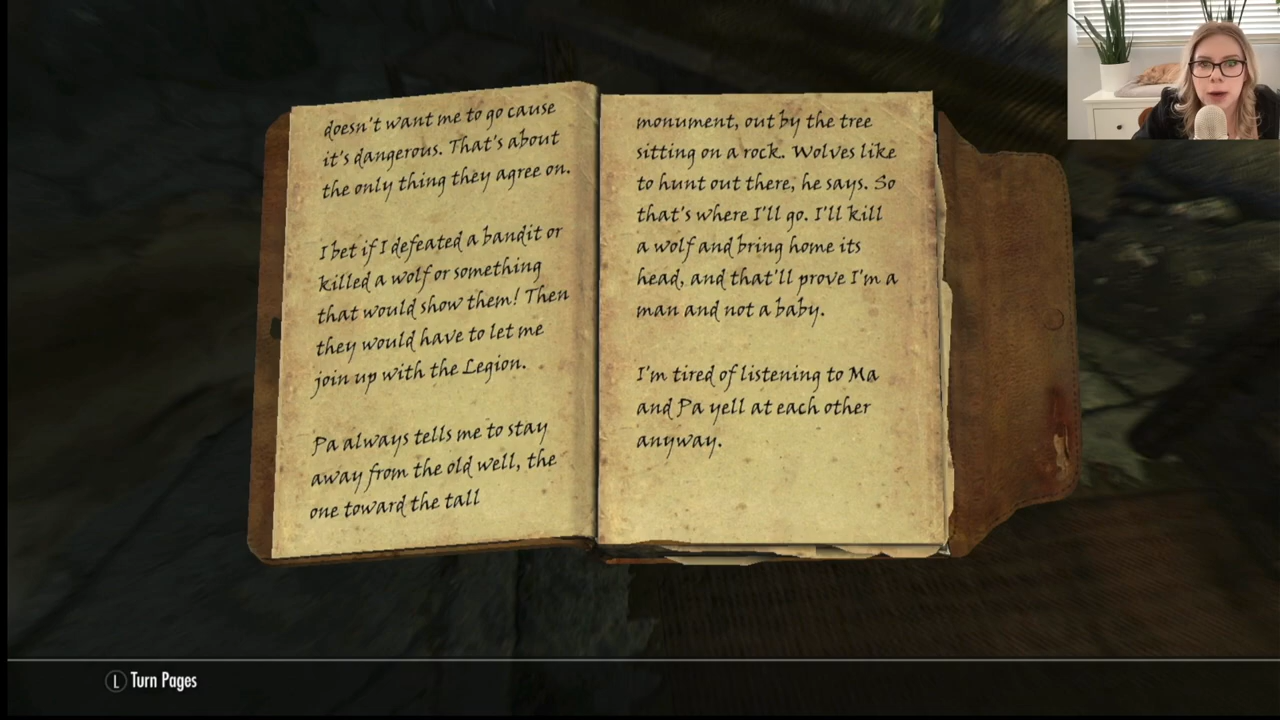 doesn't want me to go cause
it's dangerous. That's about
the only thing they agree on.
I bet if I defeated a bandit or
killed a wolf or something
that would show them! Then
they would have to let me
join up with the Legion.
Pa always tells me to stay
away from the old well, the
one toward the tall
monument, out by the tree
sitting on a rock. Wolves like
to hunt out there, he says. So
that's where I'll go. I'll kill
a wolf and bring home its
head, and that'll prove I'm a
man and not a baby.
I'm tired of listening to Ma
and Pa yell at each other
anyway.
L Turn Pages